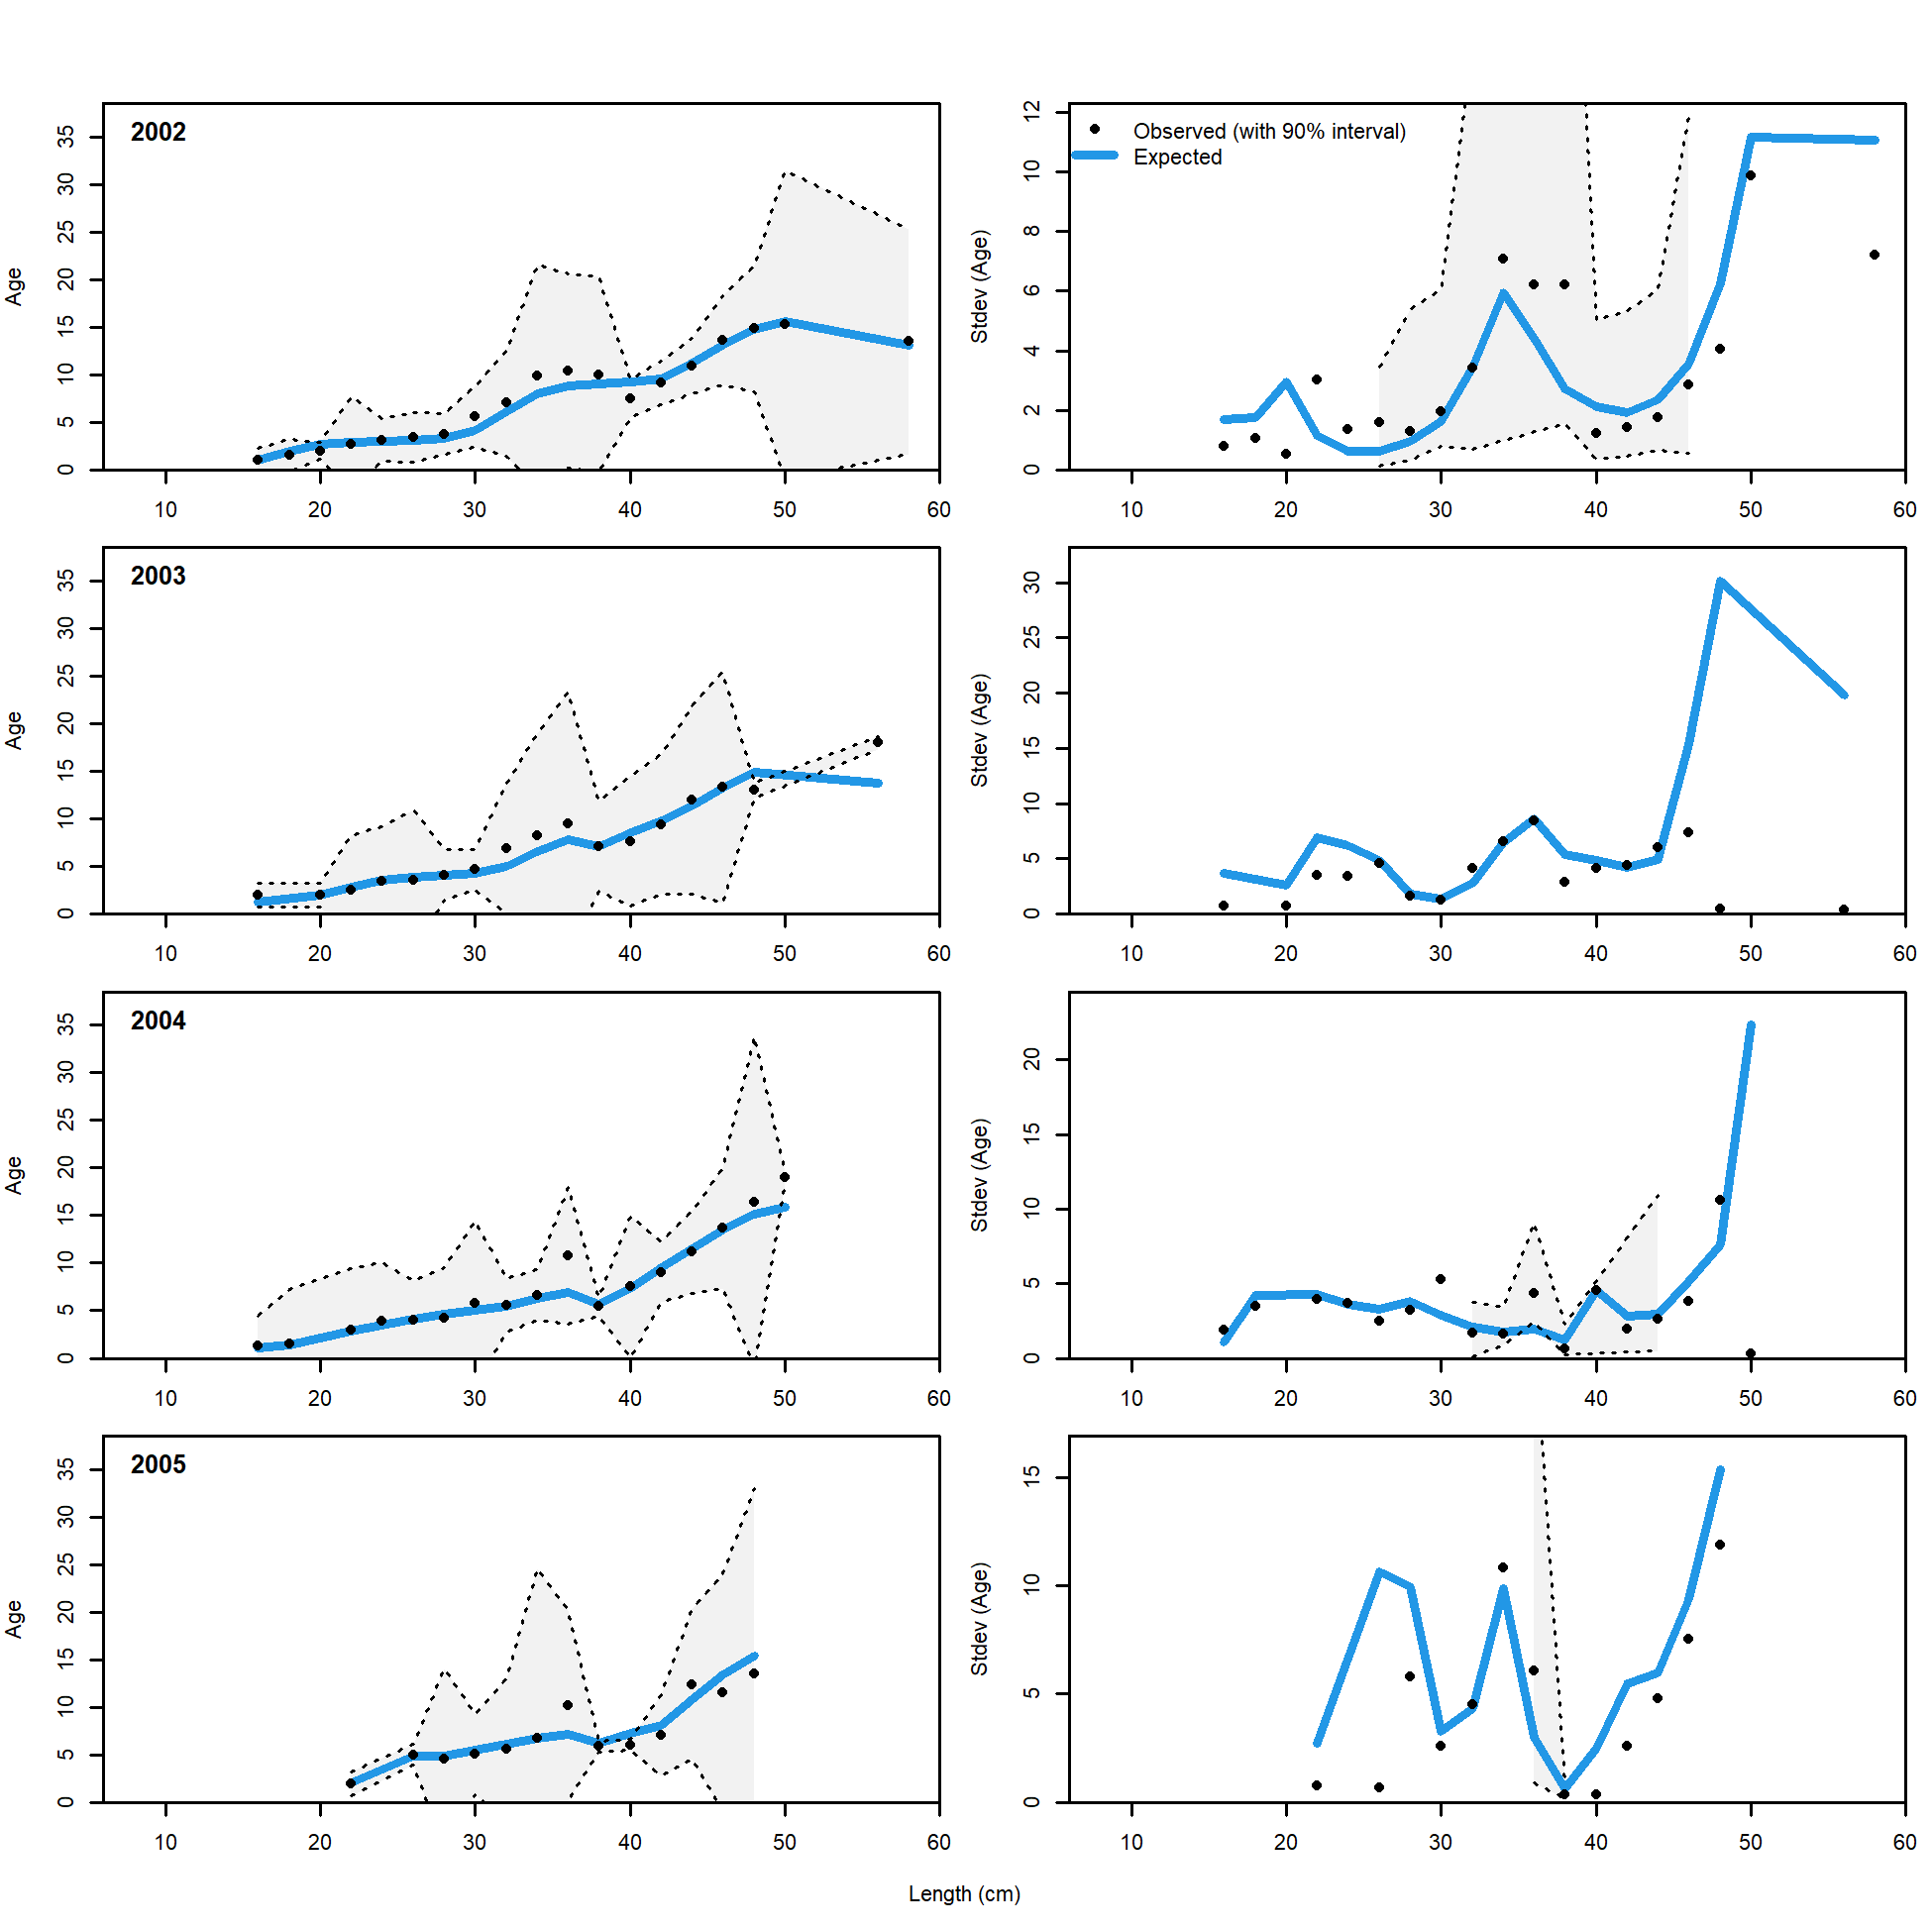 2002
Age
0 5 10 15 20 25 30 35
10 20 30 40 50 60
Observed (with 90% interval)
Expected
Stdev (Age)
0 2 4 6 8 10 12
10 20 30 40 50 60
2003
Age
0 5 10 15 20 25 30 35
10 20 30 40 50 60
Stdev (Age)
0 5 10 15 20 25 30
10 20 30 40 50 60
2004
Age
0 5 10 15 20 25 30 35
10 20 30 40 50 60
Stdev (Age)
0 5 10 15 20
10 20 30 40 50 60
2005
Age
0 5 10 15 20 25 30 35
10 20 30 40 50 60
Stdev (Age)
0 5 10 15
10 20 30 40 50 60
Length (cm)